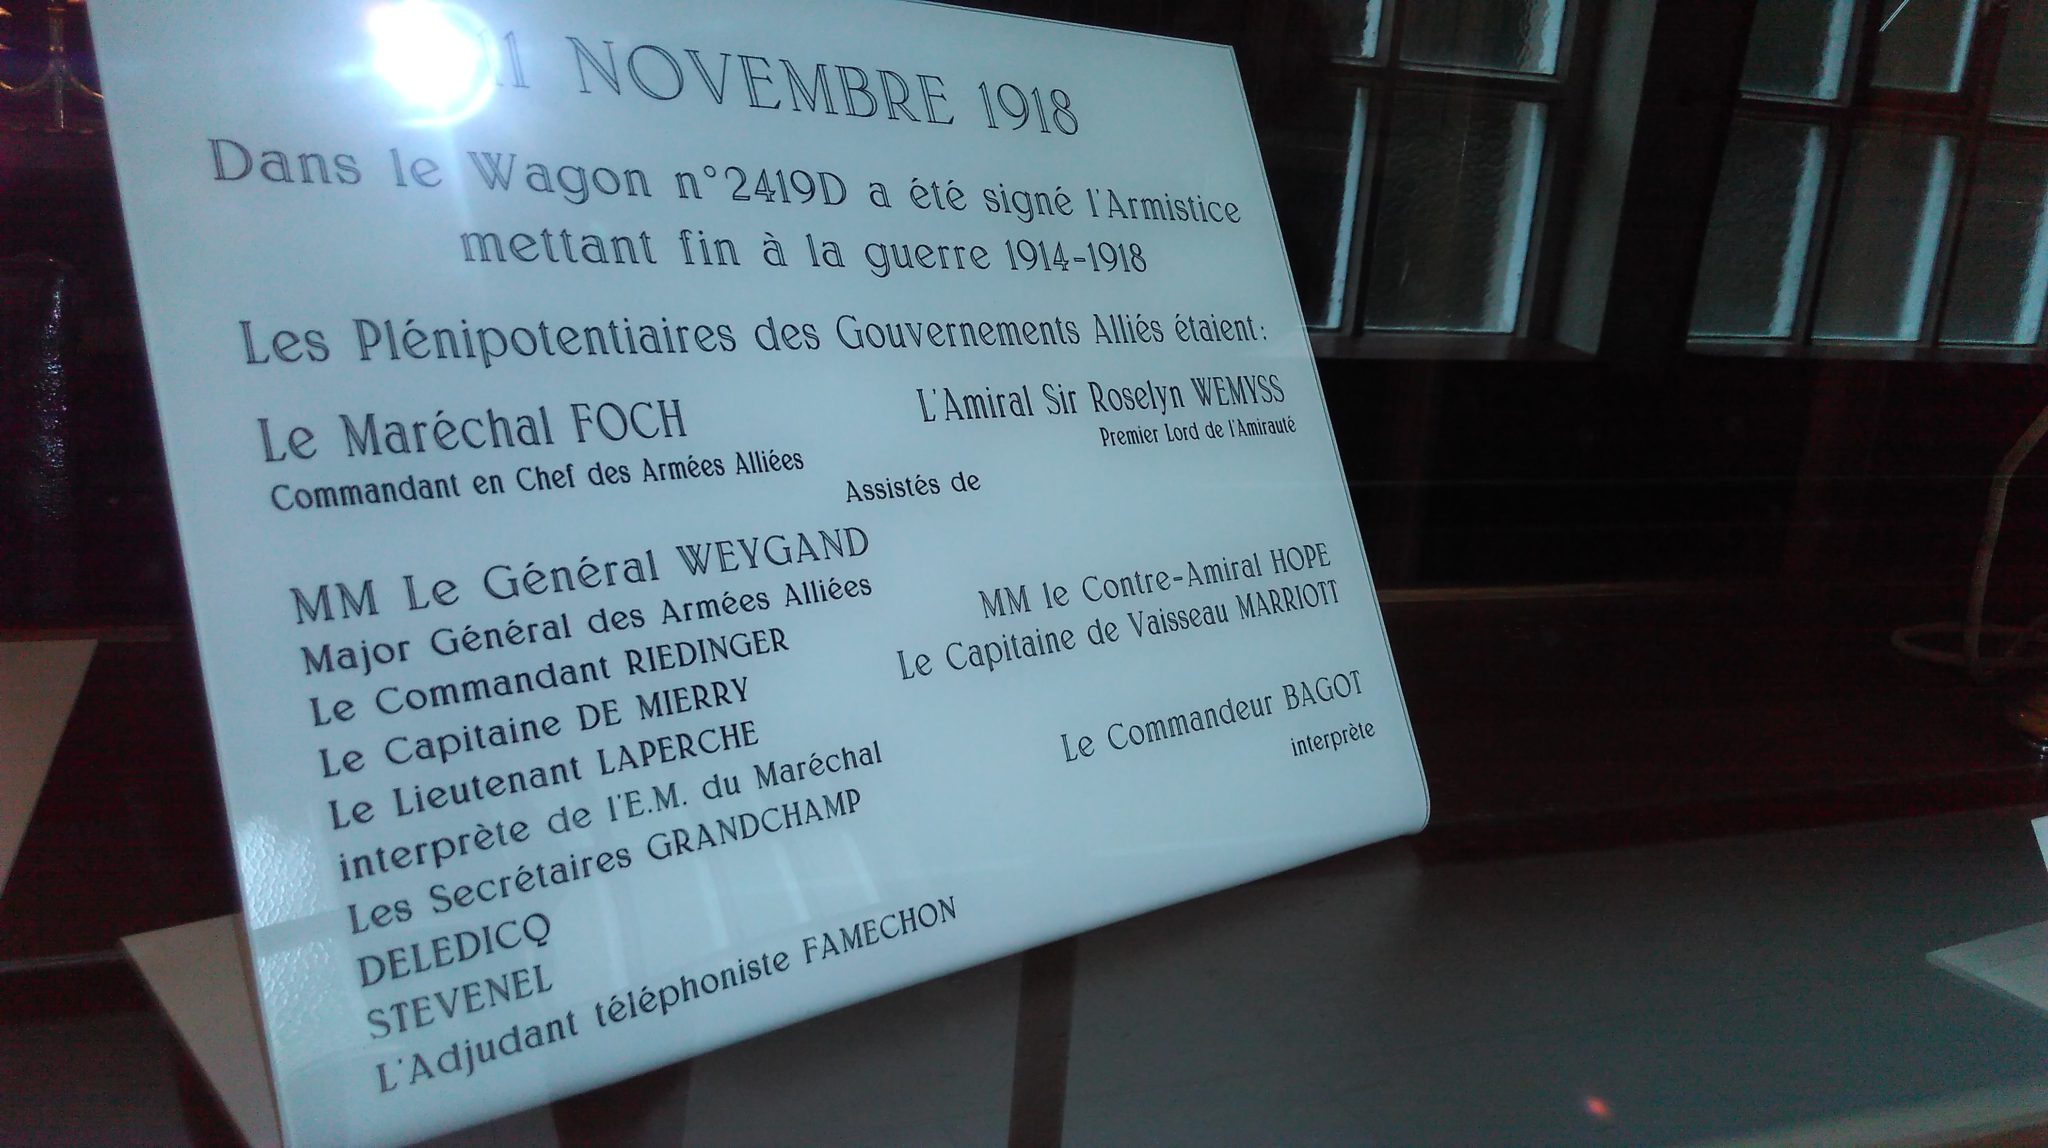 11 NOVEMBRE 1918
Dans le Wagon n°2419D a été signé l'Armistice
mettant fin à la guerre 1914-1918
Les Plénipotentiaires des Gouvernements Alliés étaient:
Le Maréchal FOCH
Commandant en Chef des Armées Alliées
L'Amiral Sir Roselyn WEMYSS
Premier Lord de l'Amirauté
Assistés de
MM Le Général WEYGAND
Major Général des Armées Alliées
Le Commandant RIEDINGER
Le Capitaine DE MIERRY
Le Lieutenant LAPERCHE
interprète de l'E.M. du Maréchal
Les Secrétaires GRANDCHAMP
DELEDICQ
STEVENEL
L'Adjudant téléphoniste FAMECHON
MM le Contre-Amiral HOPE
Le Capitaine de Vaisseau MARRIOTT
Le Commandeur BAGOT
interprète